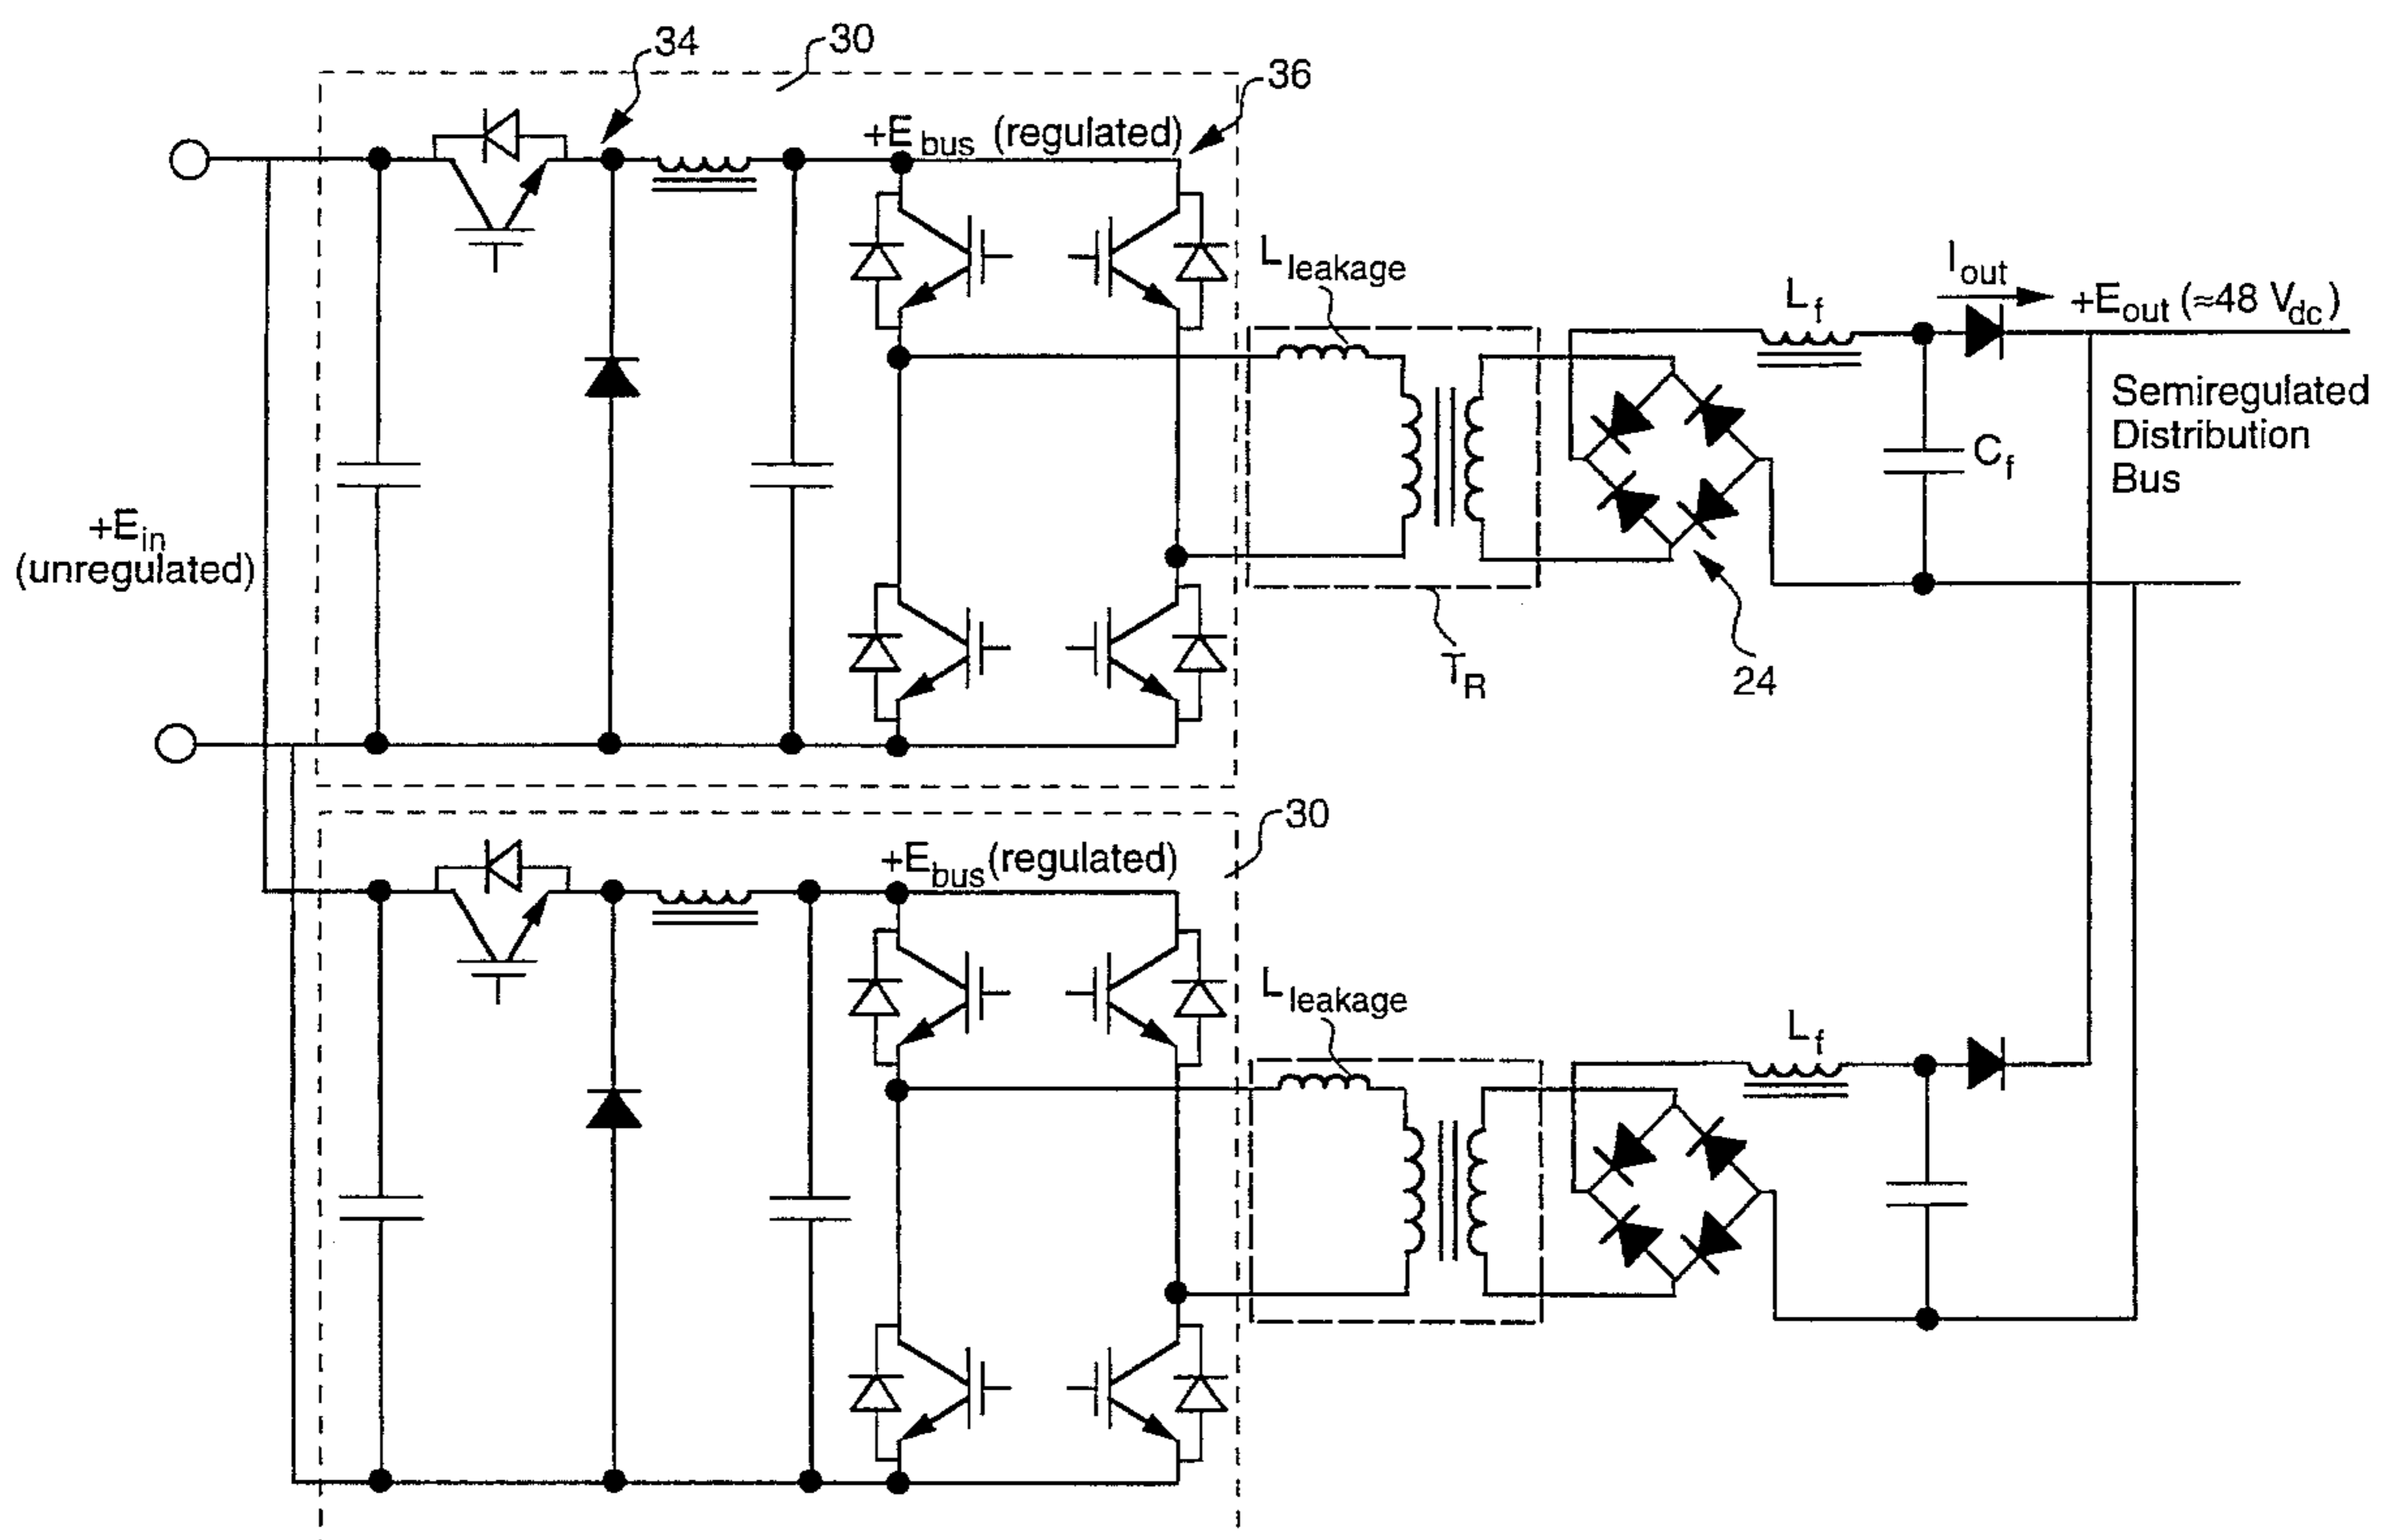 34
30
36
+E bus (regulated)
L leakage
I out
L f
+E out (≈48 V dc)
Semiregulated
Distribution
Bus
C f
+E in
(unregulated)
T R
24
30
+E bus (regulated)
L leakage
L f